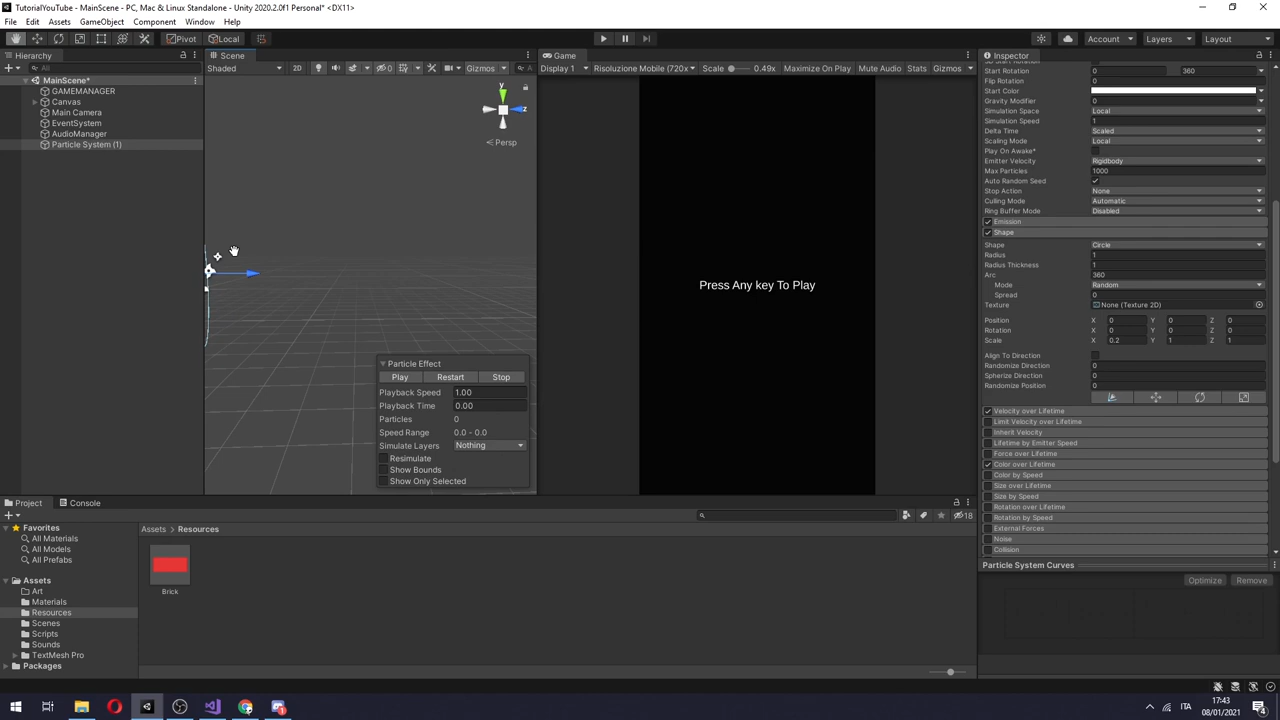 TutorialYouTube - MainScene - PC, Mac & Linux Standalone - Unity 2020.2.0f1 Personal* <DX11>
File Edit Assets GameObject Component Window Help
Pivot Local Account Layers Layout
Hierarchy Scene Game Inspector
All Shaded 2D 0 Gizmos A Display 1 Risoluzione Mobile (720x Scale 0.49x Maximize On Play Mute Audio Stats Gizmos
MainScene*
GAMEMANAGER
Canvas
Main Camera
EventSystem
AudioManager
Particle System (1)
y
z
Persp
Particle Effect
Play Restart Stop
Playback Speed 1.00
Playback Time 0.00
Particles 0
Speed Range 0.0 - 0.0
Simulate Layers Nothing
Resimulate
Show Bounds
Show Only Selected
Press Any key To Play
Start Rotation 0 360
Flip Rotation 0
Start Color
Gravity Modifier 0
Simulation Space Local
Simulation Speed 1
Delta Time Scaled
Scaling Mode Local
Play On Awake*
Emitter Velocity Rigidbody
Max Particles 1000
Auto Random Seed
Stop Action None
Culling Mode Automatic
Ring Buffer Mode Disabled
Emission
Shape
Shape Circle
Radius 1
Radius Thickness 1
Arc 360
Mode Random
Spread 0
Texture None (Texture 2D)
Position X 0 Y 0 Z 0
Rotation X 0 Y 0 Z 0
Scale X 0.2 Y 1 Z 1
Align To Direction
Randomize Direction 0
Spherize Direction 0
Randomize Position 0
Velocity over Lifetime
Limit Velocity over Lifetime
Inherit Velocity
Lifetime by Emitter Speed
Force over Lifetime
Color over Lifetime
Color by Speed
Size over Lifetime
Size by Speed
Rotation over Lifetime
Rotation by Speed
External Forces
Noise
Collision
Particle System Curves
Optimize Remove
Project Console
18
Favorites
All Materials
All Models
All Prefabs
Assets
Art
Materials
Resources
Scenes
Scripts
Sounds
TextMesh Pro
Packages
Assets > Resources
Brick
ITA
17:43
08/01/2021
4